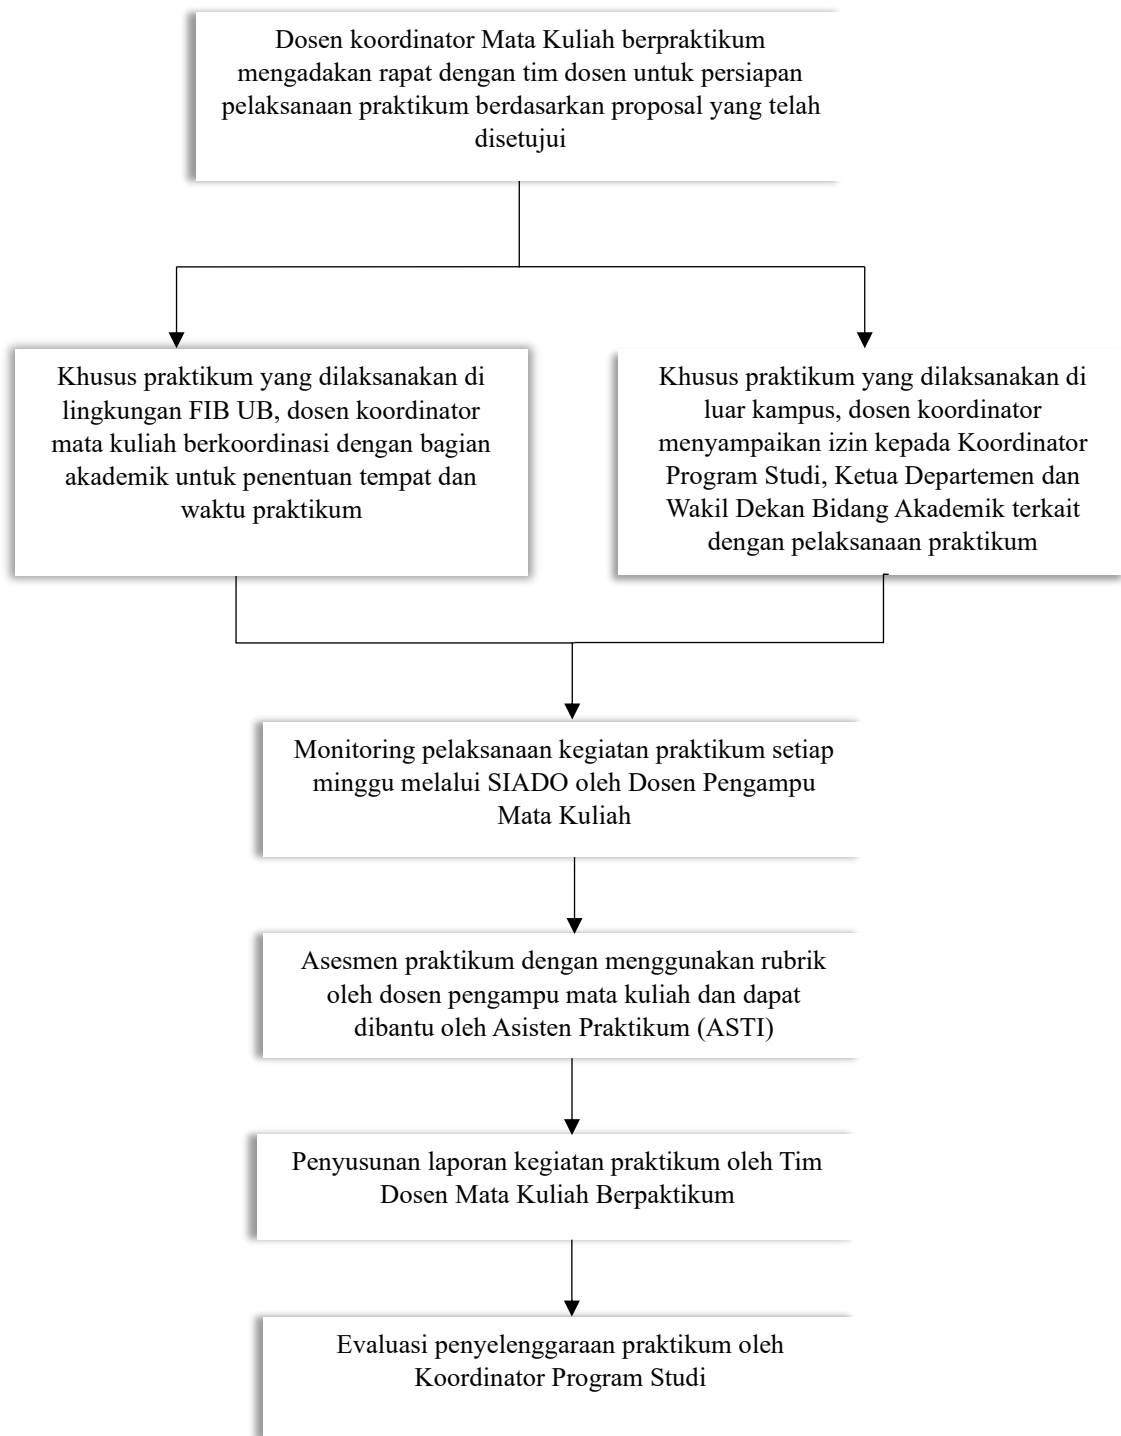 Dosen koordinator Mata Kuliah berpraktikum
mengadakan rapat dengan tim dosen untuk persiapan
pelaksanaan praktikum berdasarkan proposal yang telah
disetujui
Khusus praktikum yang dilaksanakan di
lingkungan FIB UB, dosen koordinator
mata kuliah berkoordinasi dengan bagian
akademik untuk penentuan tempat dan
waktu praktikum
Khusus praktikum yang dilaksanakan di
luar kampus, dosen koordinator
menyampaikan izin kepada Koordinator
Program Studi, Ketua Departemen dan
Wakil Dekan Bidang Akademik terkait
dengan pelaksanaan praktikum
Monitoring pelaksanaan kegiatan praktikum setiap
minggu melalui SIADO oleh Dosen Pengampu
Mata Kuliah
Asesmen praktikum dengan menggunakan rubrik
oleh dosen pengampu mata kuliah dan dapat
dibantu oleh Asisten Praktikum (ASTI)
Penyusunan laporan kegiatan praktikum oleh Tim
Dosen Mata Kuliah Berpaktikum
Evaluasi penyelenggaraan praktikum oleh
Koordinator Program Studi